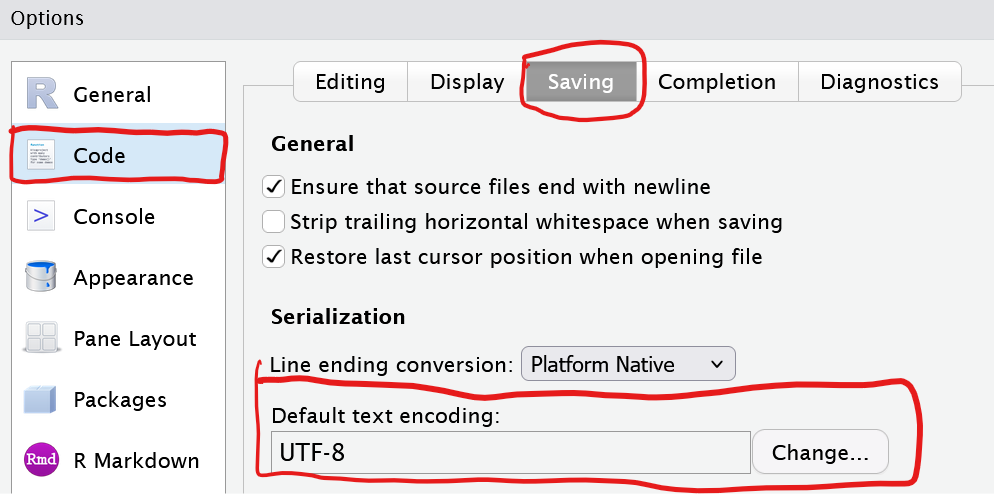 Options
General
Code
Console
Appearance
Pane Layout
Packages
Rmd R Markdown
Editing Display Saving Completion Diagnostics
General
Ensure that source files end with newline
Strip trailing horizontal whitespace when saving
Restore last cursor position when opening file
Serialization
Line ending conversion: Platform Native
Default text encoding:
UTF-8 Change...